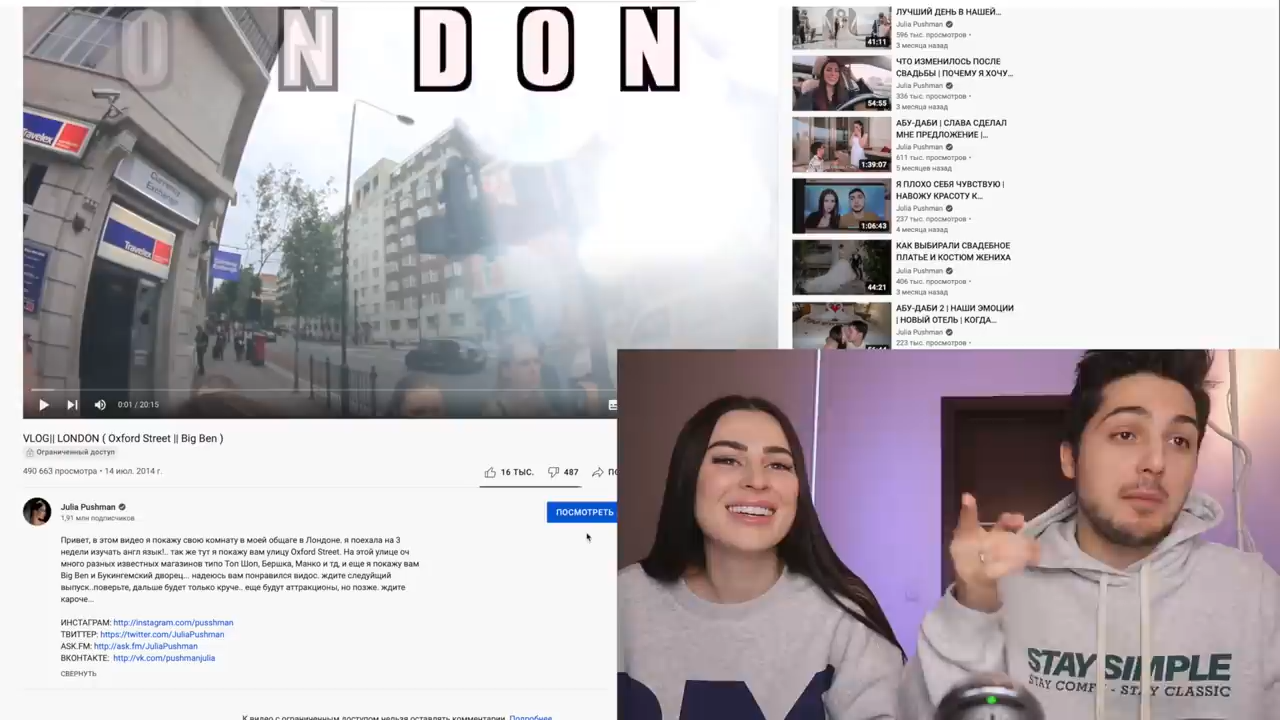 O N D O N
Travelex
Travelex
Exchange
0:01 / 20:15
VLOG|| LONDON ( Oxford Street || Big Ben )
Ограниченный доступ
490 663 просмотра • 14 июл. 2014 г.
16 ТЫС.
487
ПО
Julia Pushman
1,91 млн подписчиков
ПОСМОТРЕТЬ
Привет, в этом видео я покажу свою комнату в моей общаге в Лондоне. я поехала на 3
недели изучать англ язык!.. так же тут я покажу вам улицу Oxford Street. На этой улице оч
много разных известных магазинов типо Топ Шоп, Бершка, Манко и тд, и еще я покажу вам
Big Ben и Букингемский дворец... надеюсь вам понравился видос. ждите следуйщий
выпуск..поверьте, дальше будет только круче.. еще будут аттракционы, но позже. ждите
кароче...
ИНСТАГРАМ: http://instagram.com/pusshman
ТВИТТЕР: https://twitter.com/JuliaPushman
ASK.FM: http://ask.fm/JuliaPushman
ВКОНТАКТЕ: http://vk.com/pushmanjulia
СВЕРНУТЬ
К видео с ограниченным доступом нельзя оставлять комментарии. Подробнее
ЛУЧШИЙ ДЕНЬ В НАШЕЙ...
Julia Pushman
596 тыс. просмотров •
3 месяца назад
41:11
ЧТО ИЗМЕНИЛОСЬ ПОСЛЕ
СВАДЬБЫ | ПОЧЕМУ Я ХОЧУ...
Julia Pushman
336 тыс. просмотров •
3 месяца назад
54:55
АБУ-ДАБИ | СЛАВА СДЕЛАЛ
МНЕ ПРЕДЛОЖЕНИЕ |...
Julia Pushman
611 тыс. просмотров •
5 месяцев назад
1:39:07
Я ПЛОХО СЕБЯ ЧУВСТВУЮ |
НАВОЖУ КРАСОТУ К...
Julia Pushman
237 тыс. просмотров •
4 месяца назад
1:06:43
КАК ВЫБИРАЛИ СВАДЕБНОЕ
ПЛАТЬЕ И КОСТЮМ ЖЕНИХА
Julia Pushman
406 тыс. просмотров •
3 месяца назад
44:21
АБУ-ДАБИ 2 | НАШИ ЭМОЦИИ
| НОВЫЙ ОТЕЛЬ | КОГДА...
Julia Pushman
223 тыс. просмотров •
STAY SIMPLE
STAY COMFY - STAY CLASSIC